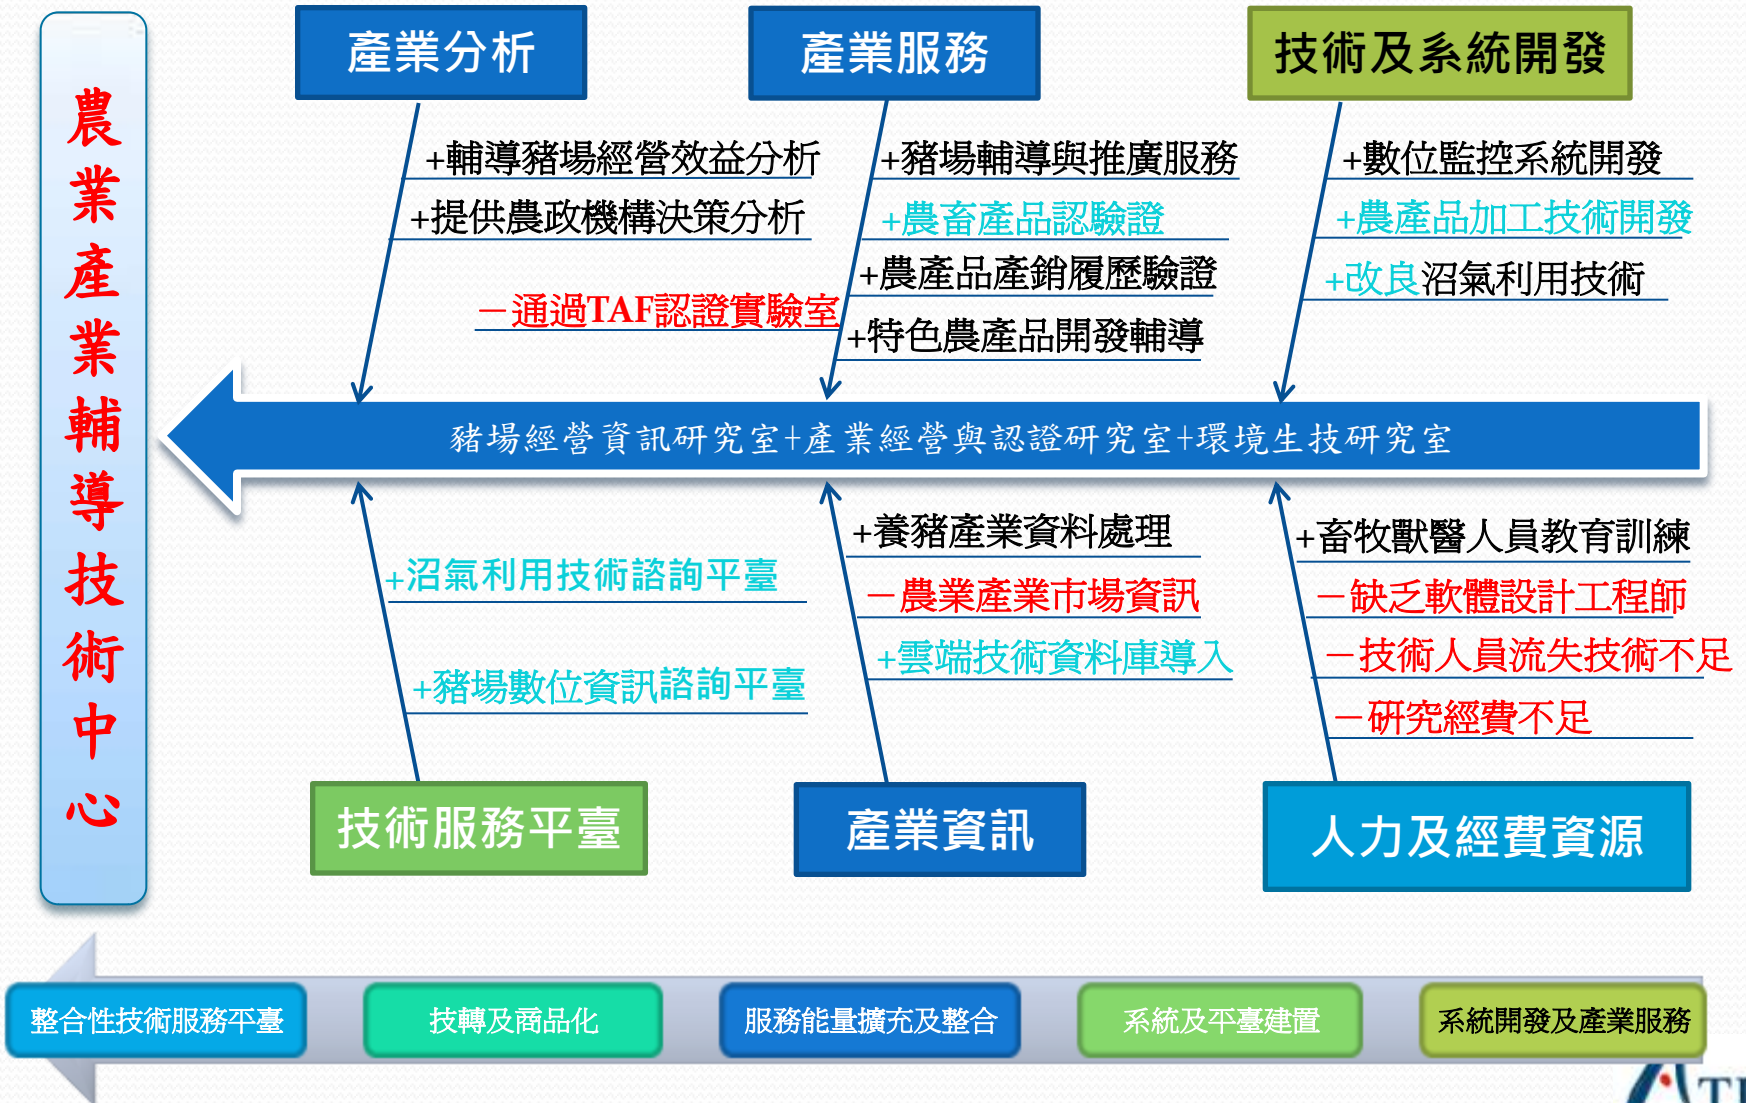 農業產業輔導技術中心
產業分析
+輔導豬場經營效益分析
+提供農政機構決策分析
－通過TAF認證實驗室
產業服務
+豬場輔導與推廣服務
+農畜產品認驗證
+農產品產銷履歷驗證
+特色農產品開發輔導
技術及系統開發
+數位監控系統開發
+農產品加工技術開發
+改良沼氣利用技術
豬場經營資訊研究室+產業經營與認證研究室+環境生技研究室
+沼氣利用技術諮詢平臺
+豬場數位資訊諮詢平臺
技術服務平臺
+養豬產業資料處理
－農業產業市場資訊
+雲端技術資料庫導入
產業資訊
+畜牧獸醫人員教育訓練
－缺乏軟體設計工程師
－技術人員流失技術不足
－研究經費不足
人力及經費資源
整合性技術服務平臺
技轉及商品化
服務能量擴充及整合
系統及平臺建置
系統開發及產業服務